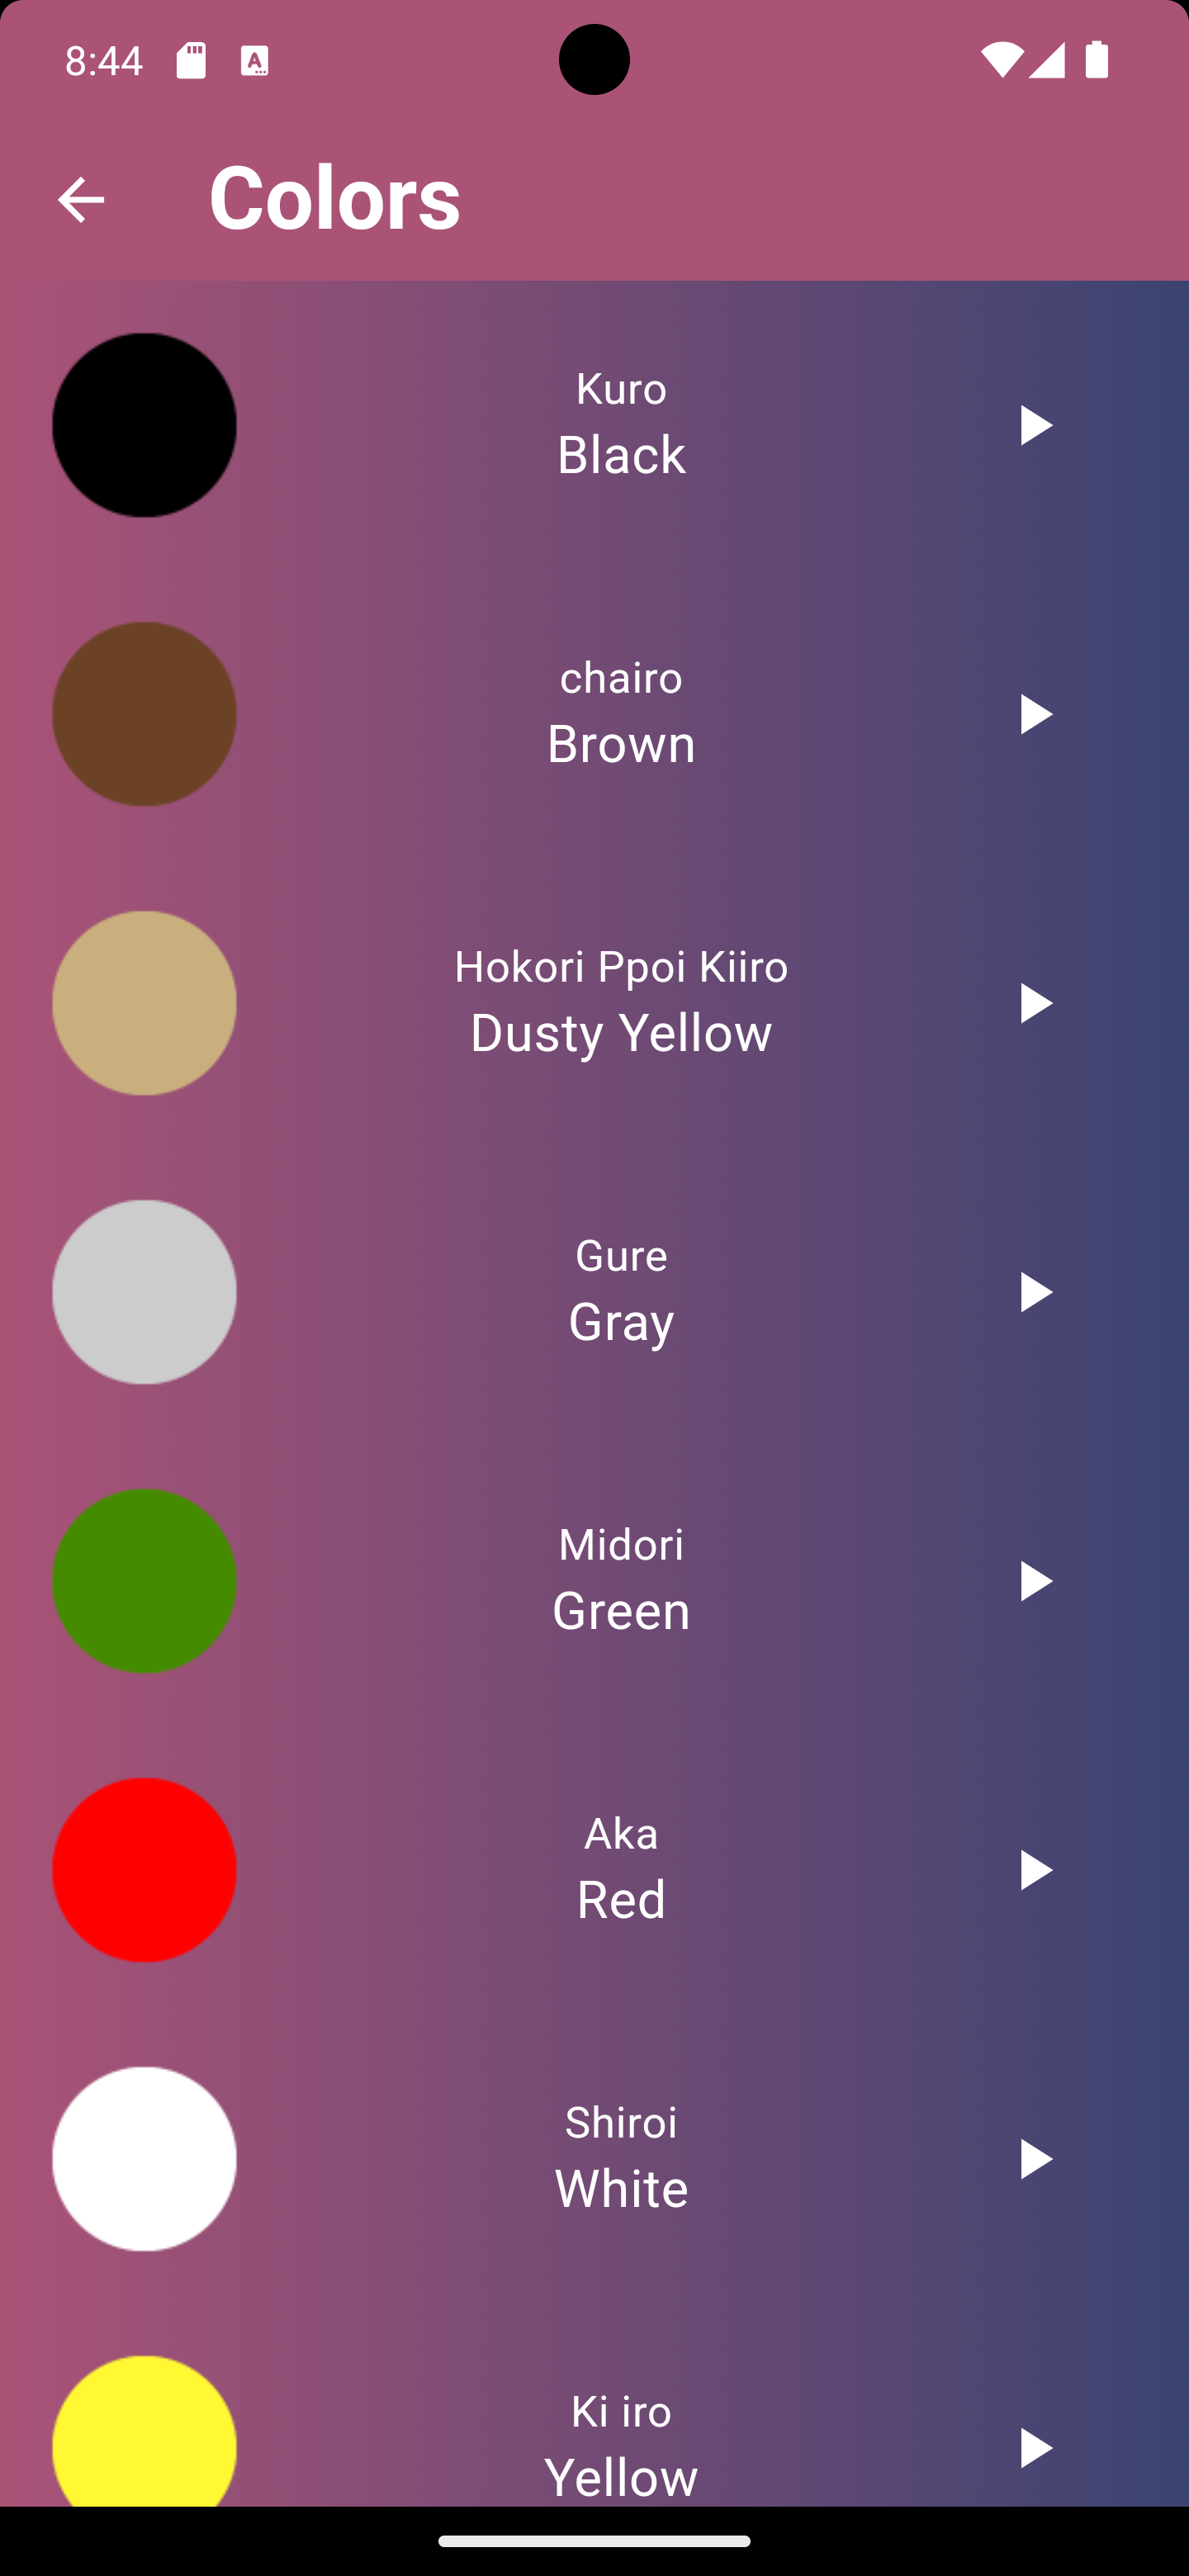 8:44
Colors
Kuro
Black
chairo
Brown
Hokori Ppoi Kiiro
Dusty Yellow
Gure
Gray
Midori
Green
Aka
Red
Shiroi
White
Ki iro
Yellow